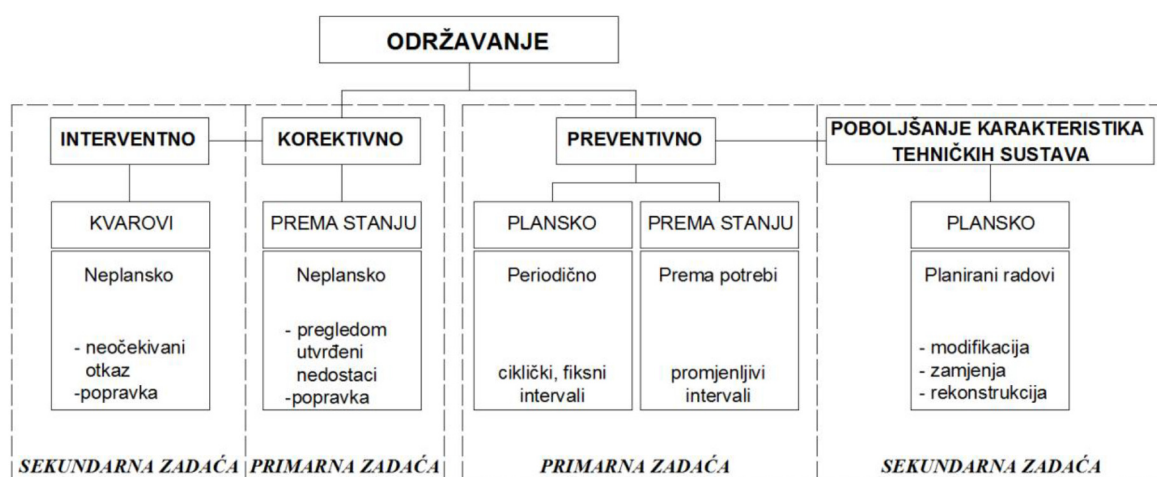 ODRŽAVANJE
INTERVENTNO
KOREKTIVNO
PREVENTIVNO
POBOLJŠANJE KARAKTERISTIKA
TEHNIČKIH SUSTAVA
KVAROVI
Neplansko
- neočekivani
otkaz
-popravka
PREMA STANJU
Neplansko
- pregledom
utvrđeni
nedostaci
-popravka
PLANSKO
Periodično
ciklički, fiksni
intervali
PREMA STANJU
Prema potrebi
promjenljivi
intervali
PLANSKO
Planirani radovi
- modifikacija
- zamjenja
- rekonstrukcija
SEKUNDARNA ZADAĆA
PRIMARNA ZADAĆA
PRIMARNA ZADAĆA
SEKUNDARNA ZADAĆA